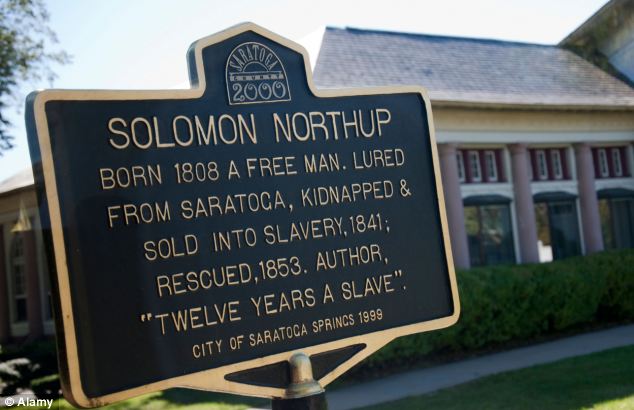 SARATOGA
COUNTY
2000
SOLOMON NORTHUP
BORN 1808 A FREE MAN. LURED
FROM SARATOGA, KIDNAPPED &
SOLD INTO SLAVERY, 1841;
RESCUED, 1853. AUTHOR,
"TWELVE YEARS A SLAVE".
CITY OF SARATOGA SPRINGS 1999
© Alamy